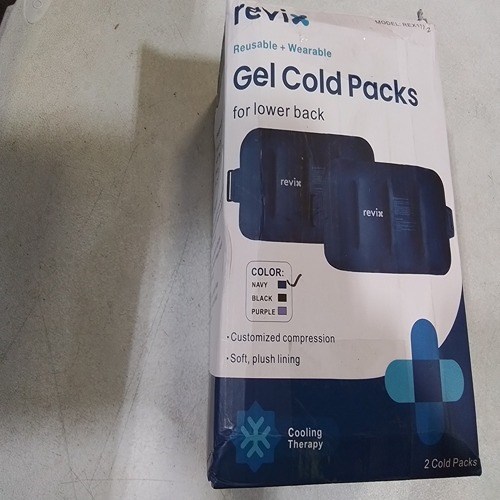 revix
Reusable + Wearable
Gel Cold Packs
for lower back
revix
revix
COLOR:
NAVY
BLACK
PURPLE
• Customized compression
• Soft, plush lining
Cooling
Therapy
2 Cold Packs